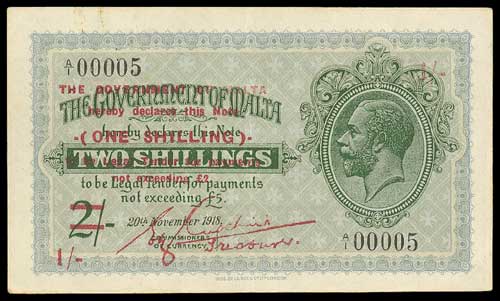 A/1 00005
1/-
THE GOVERNMENT OF MALTA
THE GOVERNMENT OF MALTA
hereby declares this Note
hereby declares this Note
(ONE SHILLING)
TWO SHILLINGS
to be Legal Tender for payments
to be Legal Tender for payments
not exceeding £2.
not exceeding £5.
2/-
20th November 1918.
COMMISSIONERS
OF CURRENCY
Treasurer.
1/-
A/1 00005